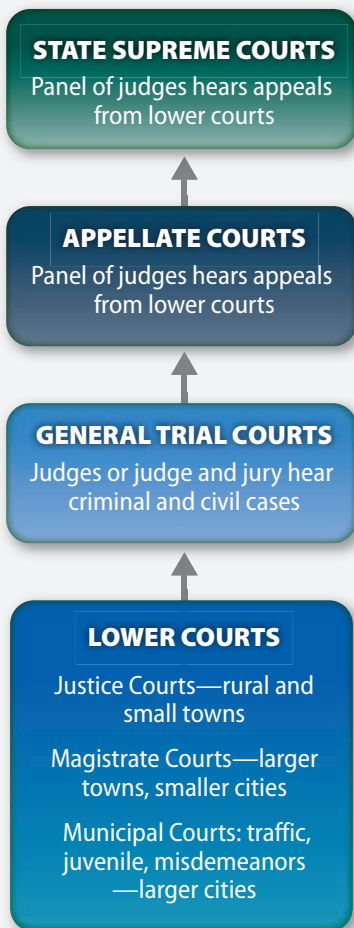 STATE SUPREME COURTS
Panel of judges hears appeals
from lower courts
APPELLATE COURTS
Panel of judges hears appeals
from lower courts
GENERAL TRIAL COURTS
Judges or judge and jury hear
criminal and civil cases
LOWER COURTS
Justice Courts—rural and
small towns
Magistrate Courts—larger
towns, smaller cities
Municipal Courts: traffic,
juvenile, misdemeanors
—larger cities